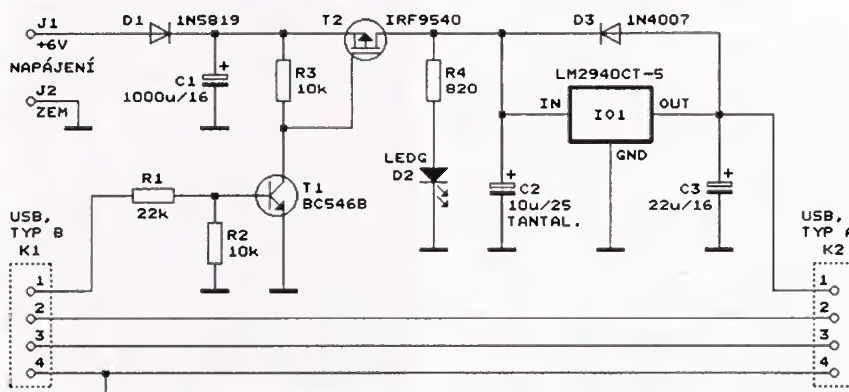 J1
+6V
NAPÁJENÍ
J2
ZEM
D1
1N5819
C1
1000u/16
+
R3
10k
T2
IRF9540
R4
820
LEDG
D2
D3
1N4007
LM2940CT-5
IN
IO1
OUT
GND
+
C2
10u/25
TANTAL.
+
C3
22u/16
R1
22k
R2
10k
T1
BC546B
USB,
TYP B
K1
1
2
3
4
USB,
TYP A
K2
1
2
3
4